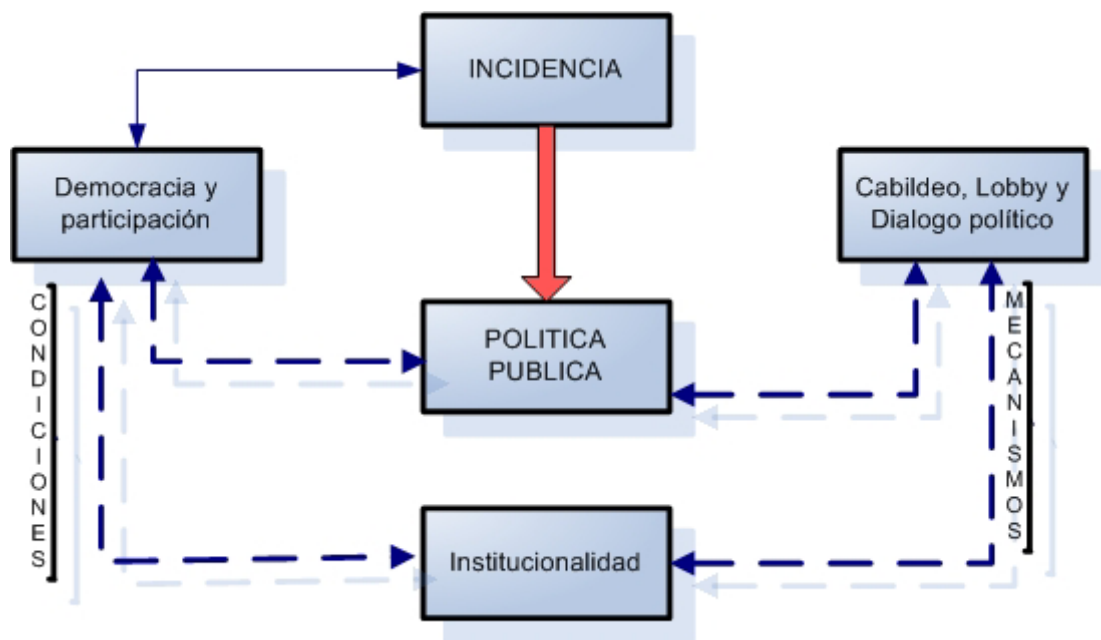 INCIDENCIA
Democracia y
participación
Cabildeo, Lobby y
Dialogo político
CONDICIONES
MECANISMOS
POLITICA
PUBLICA
Institucionalidad